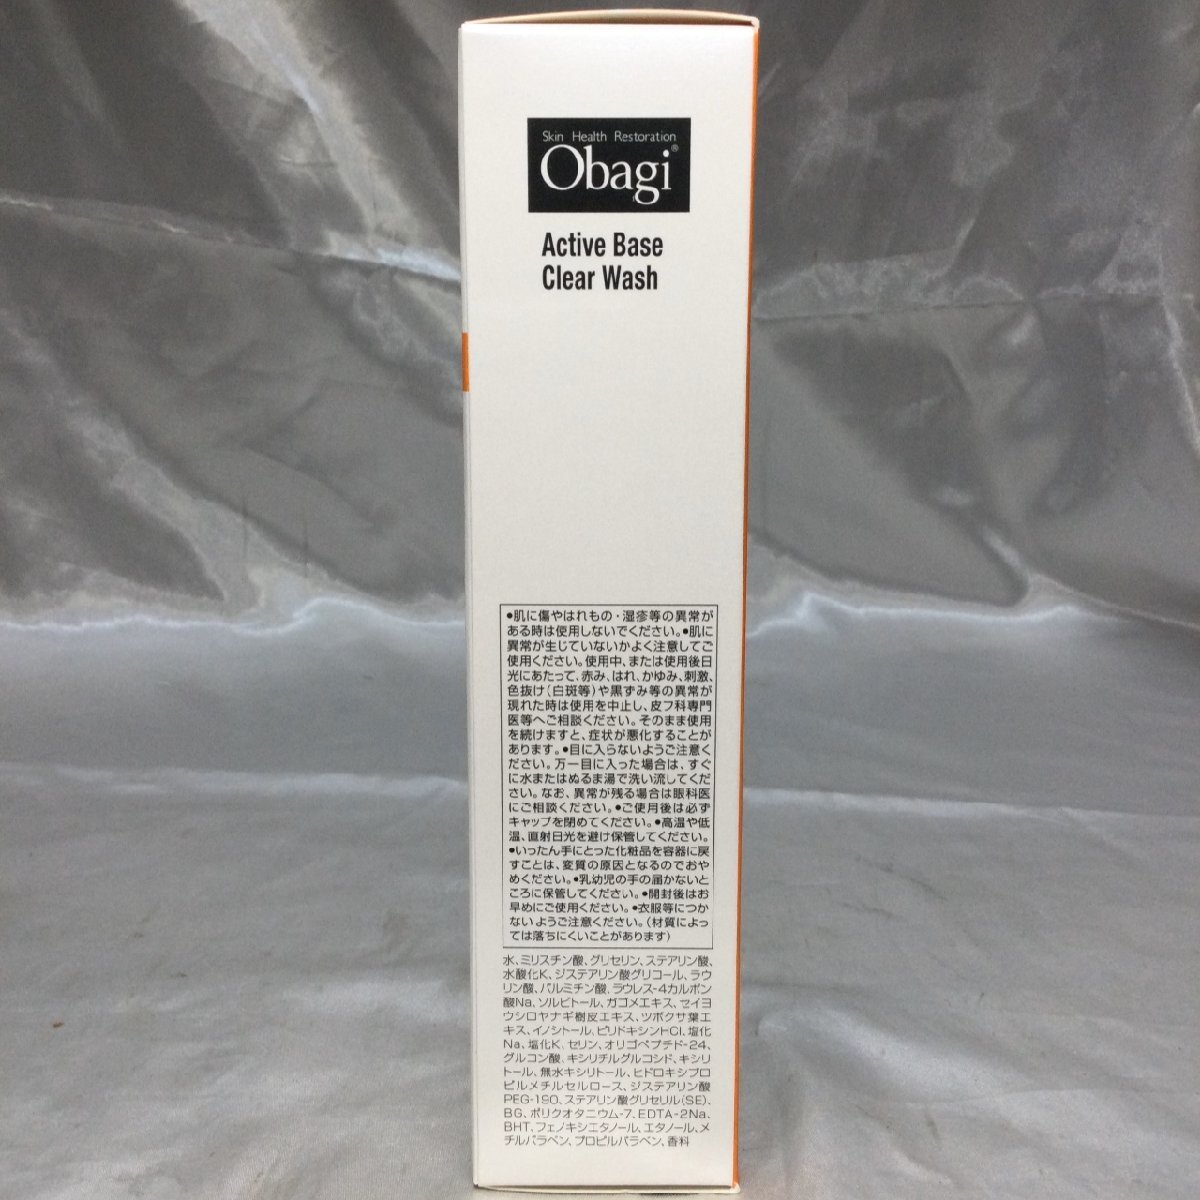 Skin Health Restoration
Obagi®
Active Base
Clear Wash
●肌に傷やはれもの・湿疹等の異常が
ある時は使用しないでください。●肌に
異常が生じていないかよく注意してご
使用ください。使用中、または使用後日
光にあたって、赤み、はれ、かゆみ、刺激、
色抜け(白斑等)や黒ずみ等の異常が
現れた時は使用を中止し、皮フ科専門
医等へご相談ください。そのまま使用
を続けますと、症状が悪化することが
あります。●目に入らないようご注意く
ださい。万一目に入った場合は、すぐ
に水またはぬるま湯で洗い流してくだ
さい。なお、異常が残る場合は眼科医
にご相談ください。●ご使用後は必ず
キャップを閉めてください。●高温や低
温、直射日光を避け保管してください。
●いったん手にとった化粧品を容器に戻
すことは、変質の原因となるのでおや
めください。●乳幼児の手の届かないと
ころに保管してください。●開封後はお
早めにご使用ください。●衣服等につか
ないようご注意ください。(材質によっ
ては落ちにくいことがあります)
水、ミリスチン酸、グリセリン、ステアリン酸、
水酸化K、ジステアリン酸グリコール、ラウ
リン酸、パルミチン酸、ラウレス-4カルボン
酸Na、ソルビトール、ガゴメエキス、セイヨ
ウシロヤナギ樹皮エキス、ツボクサ葉エ
キス、イノシトール、ピリドキシンHCl、塩化
Na、塩化K、セリン、オリゴペプチド-24、
グルコン酸、キシリチルグルコシド、キシリ
トール、無水キシリトール、ヒドロキシプロ
ピルメチルセルロース、ジステアリン酸
PEG-190、ステアリン酸グリセリル(SE)、
BG、ポリクオタニウム-7、EDTA-2Na、
BHT、フェノキシエタノール、エタノール、メ
チルパラベン、プロピルパラベン、香料